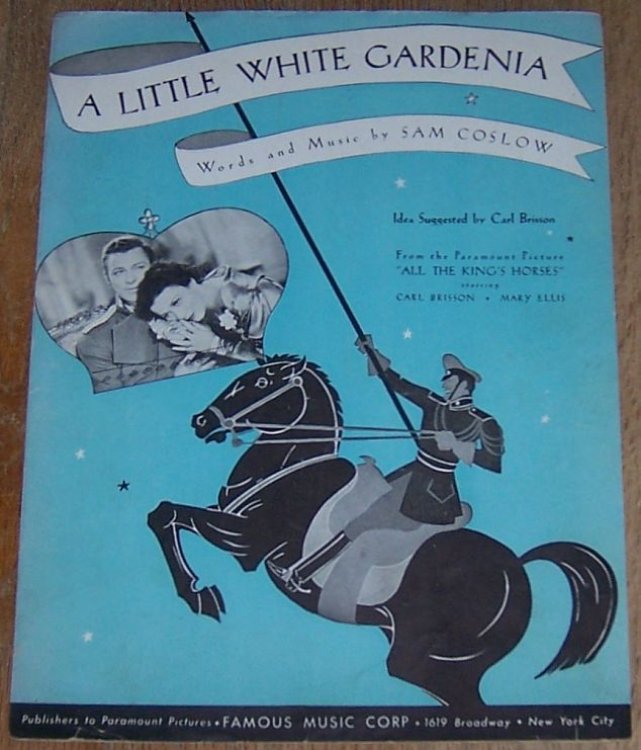 A LITTLE WHITE GARDENIA
Words and Music by SAM COSLOW
Idea Suggested by Carl Brisson
From the Paramount Picture
"ALL THE KING'S HORSES"
starring
CARL BRISSON • MARY ELLIS
Publishers to Paramount Pictures • FAMOUS MUSIC CORP • 1619 Broadway • New York City